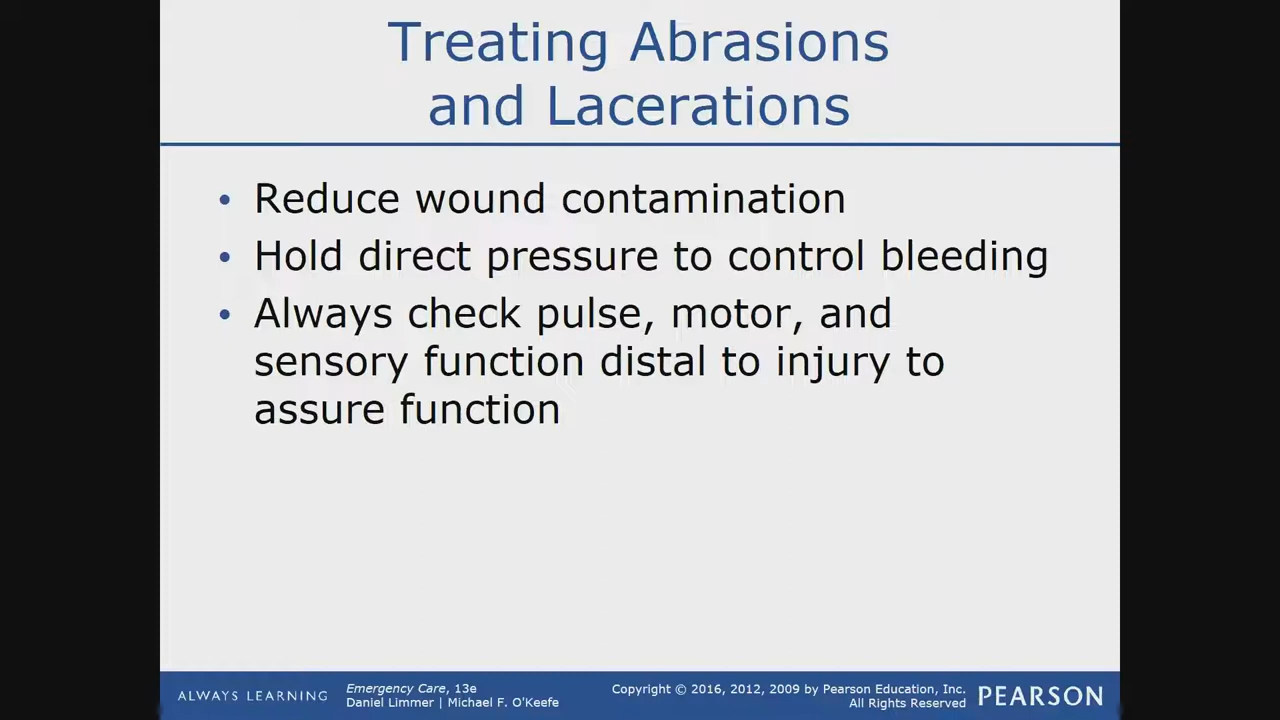 Treating Abrasions
and Lacerations
• Reduce wound contamination
• Hold direct pressure to control bleeding
• Always check pulse, motor, and
sensory function distal to injury to
assure function
ALWAYS LEARNING
Emergency Care, 13e
Daniel Limmer | Michael F. O'Keefe
Copyright © 2016, 2012, 2009 by Pearson Education, Inc.
All Rights Reserved
PEARSON